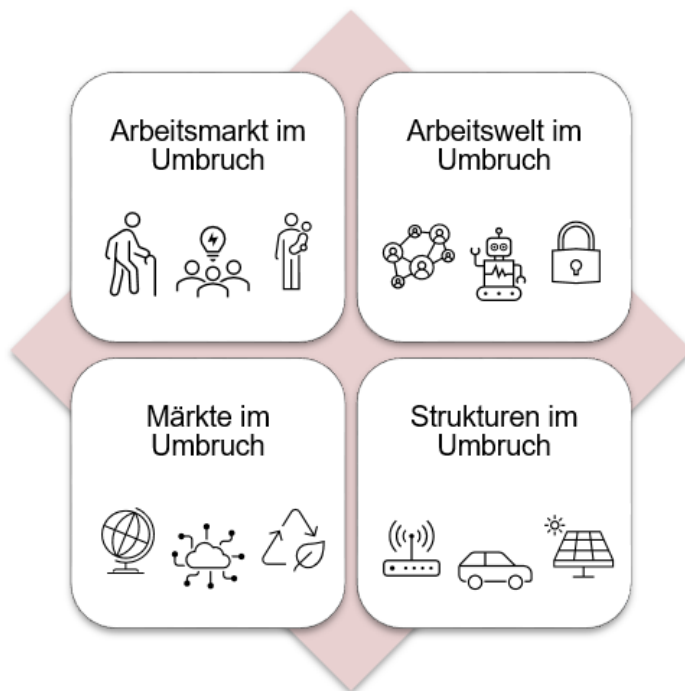 Arbeitsmarkt im
Umbruch
Arbeitswelt im
Umbruch
Märkte im
Umbruch
Strukturen im
Umbruch